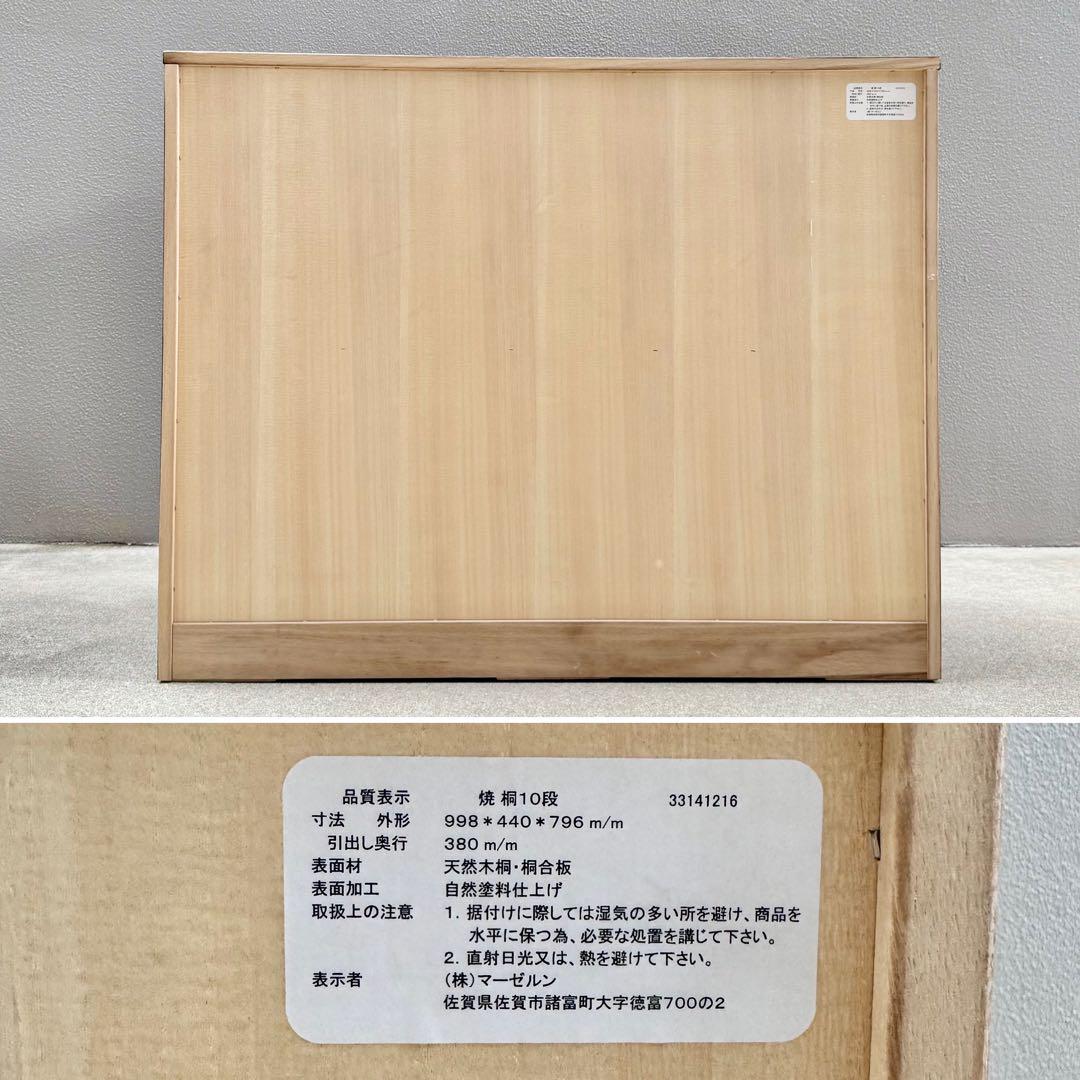 品質表示 焼 桐10段 33141216
寸法 外形 998*440*796 m/m
引出し奥行 380 m/m
表面材 天然木桐・桐合板
表面加工 自然塗料仕上げ
取扱上の注意 1. 据付けに際しては湿気の多い所を避け、商品を
水平に保つ為、必要な処置を講じて下さい。
2. 直射日光又は、熱を避けて下さい。
表示者 (株)マーゼルン
佐賀県佐賀市諸富町大字徳富700の2